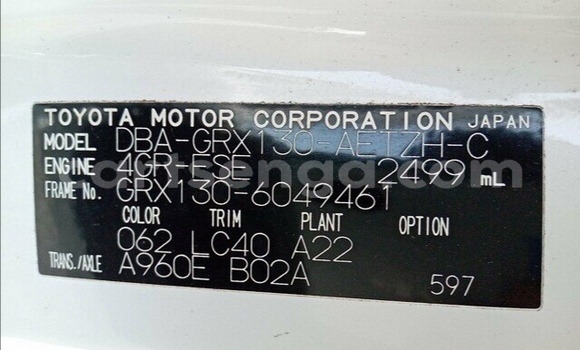 TOYOTA MOTOR CORPORATION JAPAN
MODEL DBA-GRX130-AETZH-C
ENGINE 4GR-FSE 2499 mL
FRAME No. GRX130-6049461
COLOR TRIM PLANT OPTION
062 LC40 A22
TRANS./AXLE A960E B02A
597